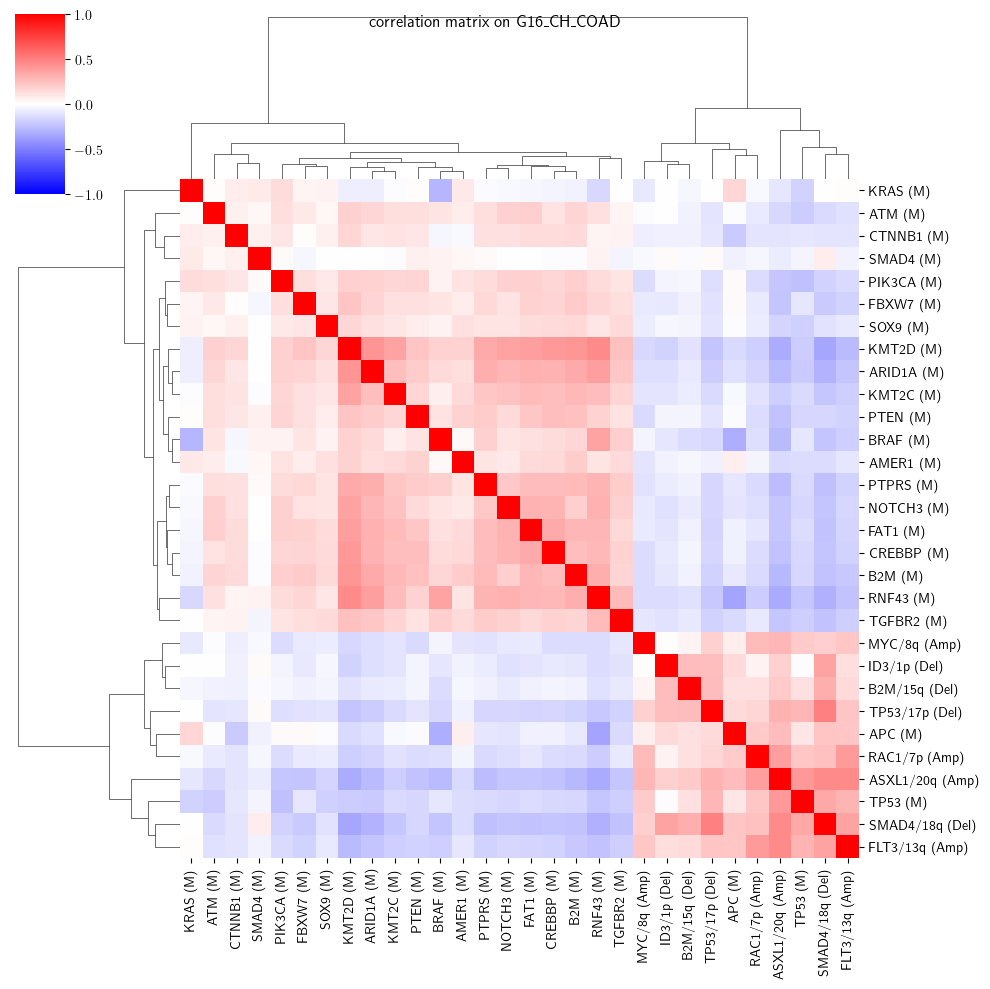 correlation matrix on G16_CH_COAD
1.0
0.5
0.0
−0.5
−1.0
KRAS (M)
ATM (M)
CTNNB1 (M)
SMAD4 (M)
PIK3CA (M)
FBXW7 (M)
SOX9 (M)
KMT2D (M)
ARID1A (M)
KMT2C (M)
PTEN (M)
BRAF (M)
AMER1 (M)
PTPRS (M)
NOTCH3 (M)
FAT1 (M)
CREBBP (M)
B2M (M)
RNF43 (M)
TGFBR2 (M)
MYC/8q (Amp)
ID3/1p (Del)
B2M/15q (Del)
TP53/17p (Del)
APC (M)
RAC1/7p (Amp)
ASXL1/20q (Amp)
TP53 (M)
SMAD4/18q (Del)
FLT3/13q (Amp)
KRAS (M)
ATM (M)
CTNNB1 (M)
SMAD4 (M)
PIK3CA (M)
FBXW7 (M)
SOX9 (M)
KMT2D (M)
ARID1A (M)
KMT2C (M)
PTEN (M)
BRAF (M)
AMER1 (M)
PTPRS (M)
NOTCH3 (M)
FAT1 (M)
CREBBP (M)
B2M (M)
RNF43 (M)
TGFBR2 (M)
MYC/8q (Amp)
ID3/1p (Del)
B2M/15q (Del)
TP53/17p (Del)
APC (M)
RAC1/7p (Amp)
ASXL1/20q (Amp)
TP53 (M)
SMAD4/18q (Del)
FLT3/13q (Amp)